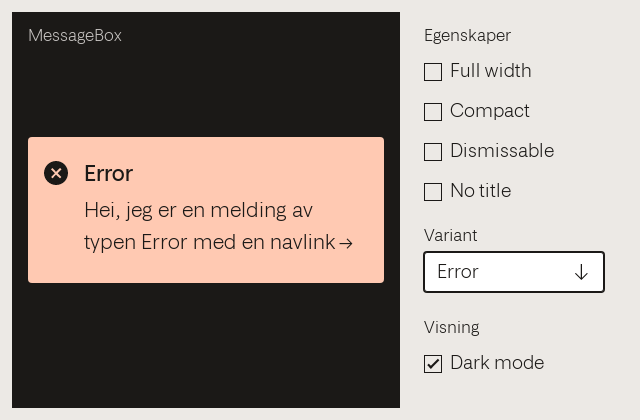 MessageBox
Error
Hei, jeg er en melding av
typen Error med en navlink →
Egenskaper
Full width
Compact
Dismissable
No title
Variant
Error
Visning
Dark mode